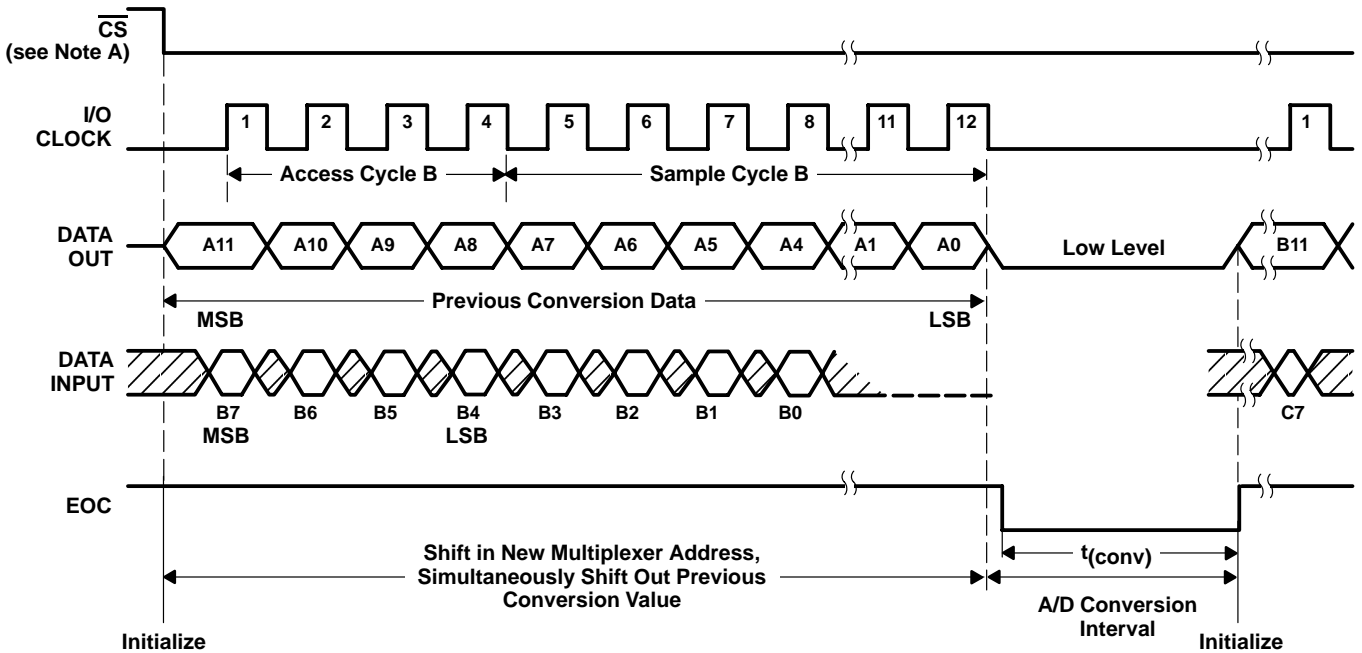 CS
(see Note A)
I/O
CLOCK
1 2 3 4 5 6 7 8 11 12 1
Access Cycle B Sample Cycle B
DATA
OUT
A11 A10 A9 A8 A7 A6 A5 A4 A1 A0 Low Level B11
Previous Conversion Data
MSB LSB
DATA
INPUT
B7 B6 B5 B4 B3 B2 B1 B0 C7
MSB LSB
EOC
Shift in New Multiplexer Address,
Simultaneously Shift Out Previous
Conversion Value
t(conv)
A/D Conversion
Interval
Initialize Initialize